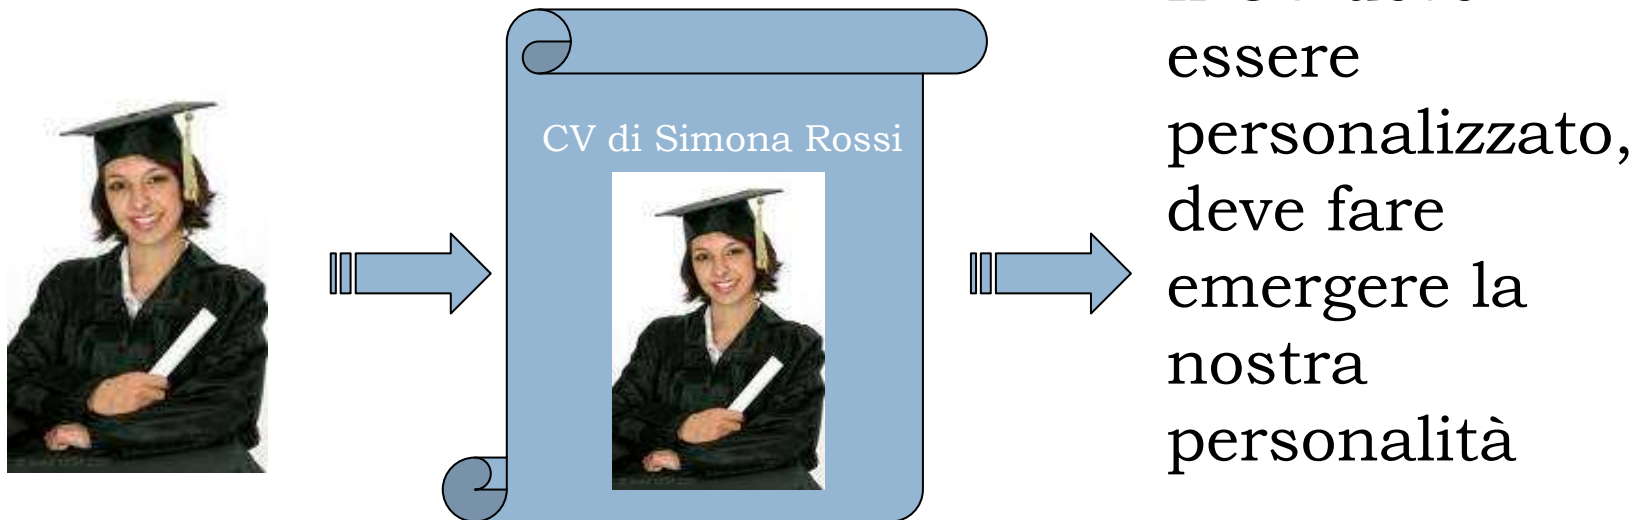 CV di Simona Rossi
essere
personalizzato,
deve fare
emergere la
nostra
personalità